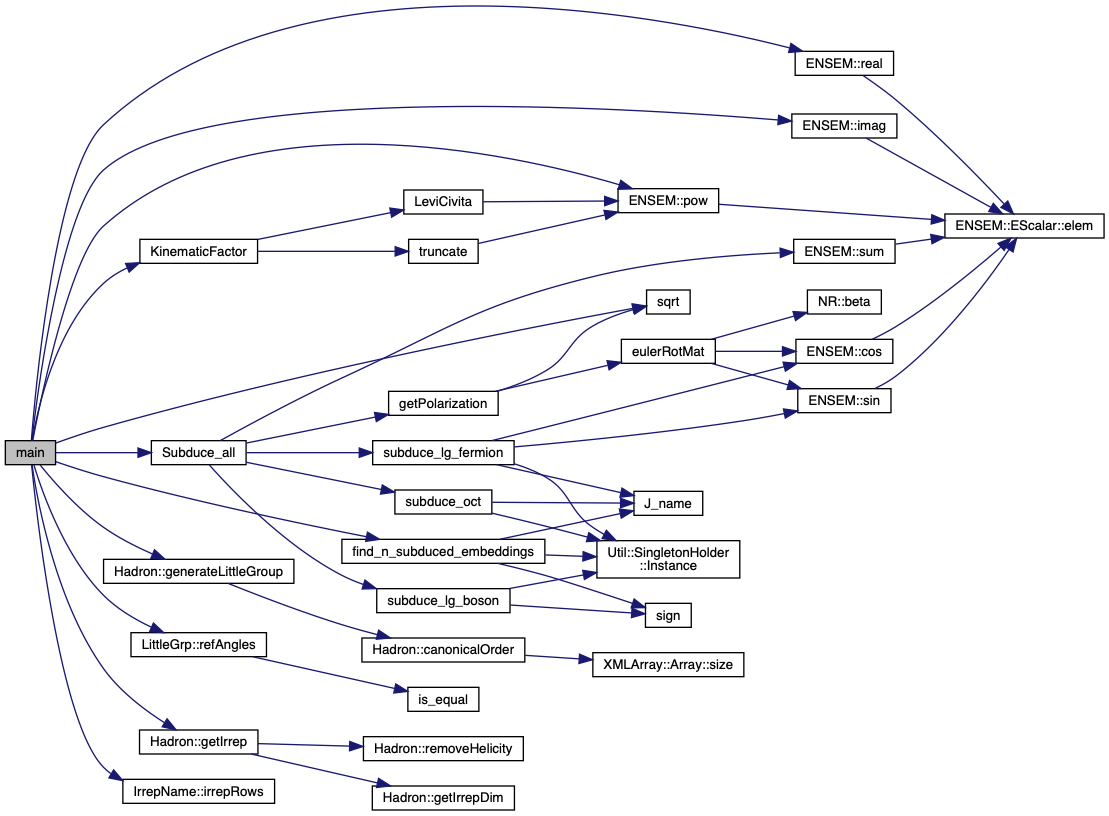 ENSEM::real
ENSEM::imag
LeviCivita
ENSEM::pow
ENSEM::EScalar::elem
KinematicFactor
truncate
ENSEM::sum
sqrt
NR::beta
eulerRotMat
ENSEM::cos
getPolarization
ENSEM::sin
main
Subduce_all
subduce_lg_fermion
subduce_oct
J_name
find_n_subduced_embeddings
Util::SingletonHolder
::Instance
Hadron::generateLittleGroup
subduce_lg_boson
sign
LittleGrp::refAngles
Hadron::canonicalOrder
XMLArray::Array::size
is_equal
Hadron::getIrrep
Hadron::removeHelicity
IrrepName::irrepRows
Hadron::getIrrepDim